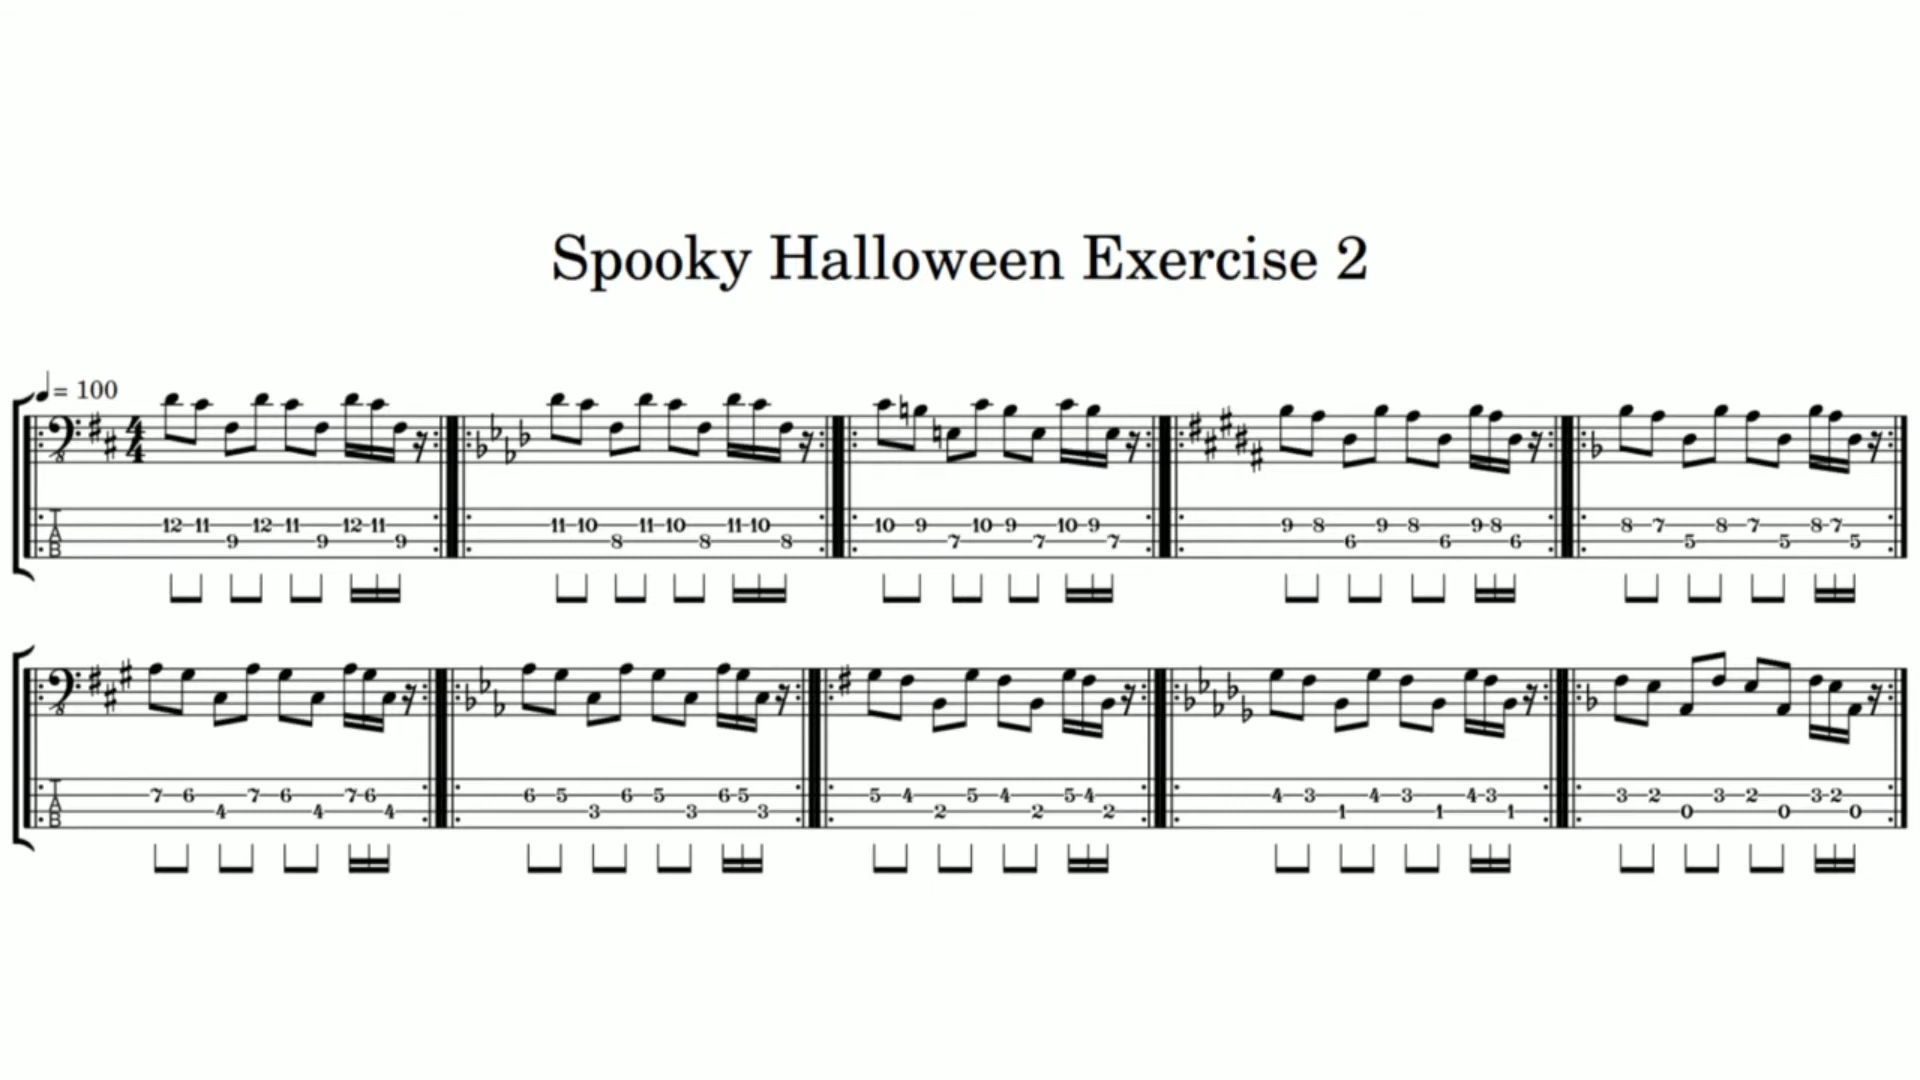 Spooky Halloween Exercise 2
= 100
8
4
4
T
A
B
12 11 9 12 11 9 12 11 9 11 10 8 11 10 8 11 10 8 10 9 7 10 9 7 10 9 7 9 8 6 9 8 6 9 8 6 8 7 5 8 7 5 8 7 5
8
T
A
B
7 6 4 7 6 4 7 6 4 6 5 3 6 5 3 6 5 3 5 4 2 5 4 2 5 4 2 4 3 1 4 3 1 4 3 1 3 2 0 3 2 0 3 2 0